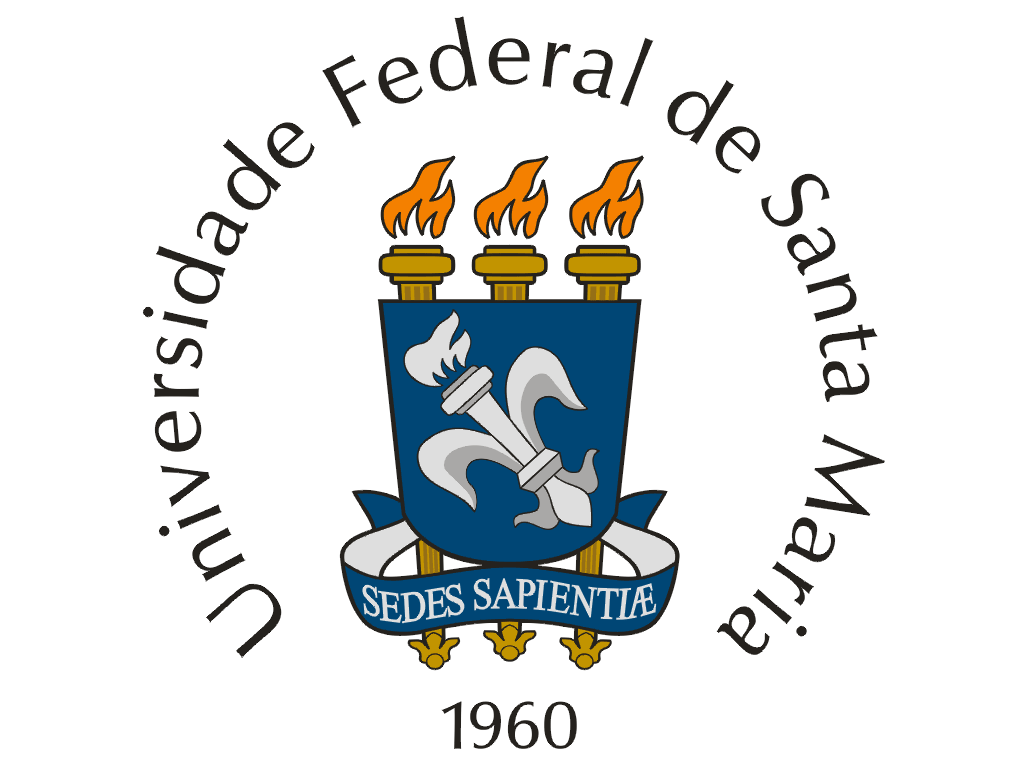 Universidade Federal de Santa Maria
SEDES SAPIENTIÆ
1960